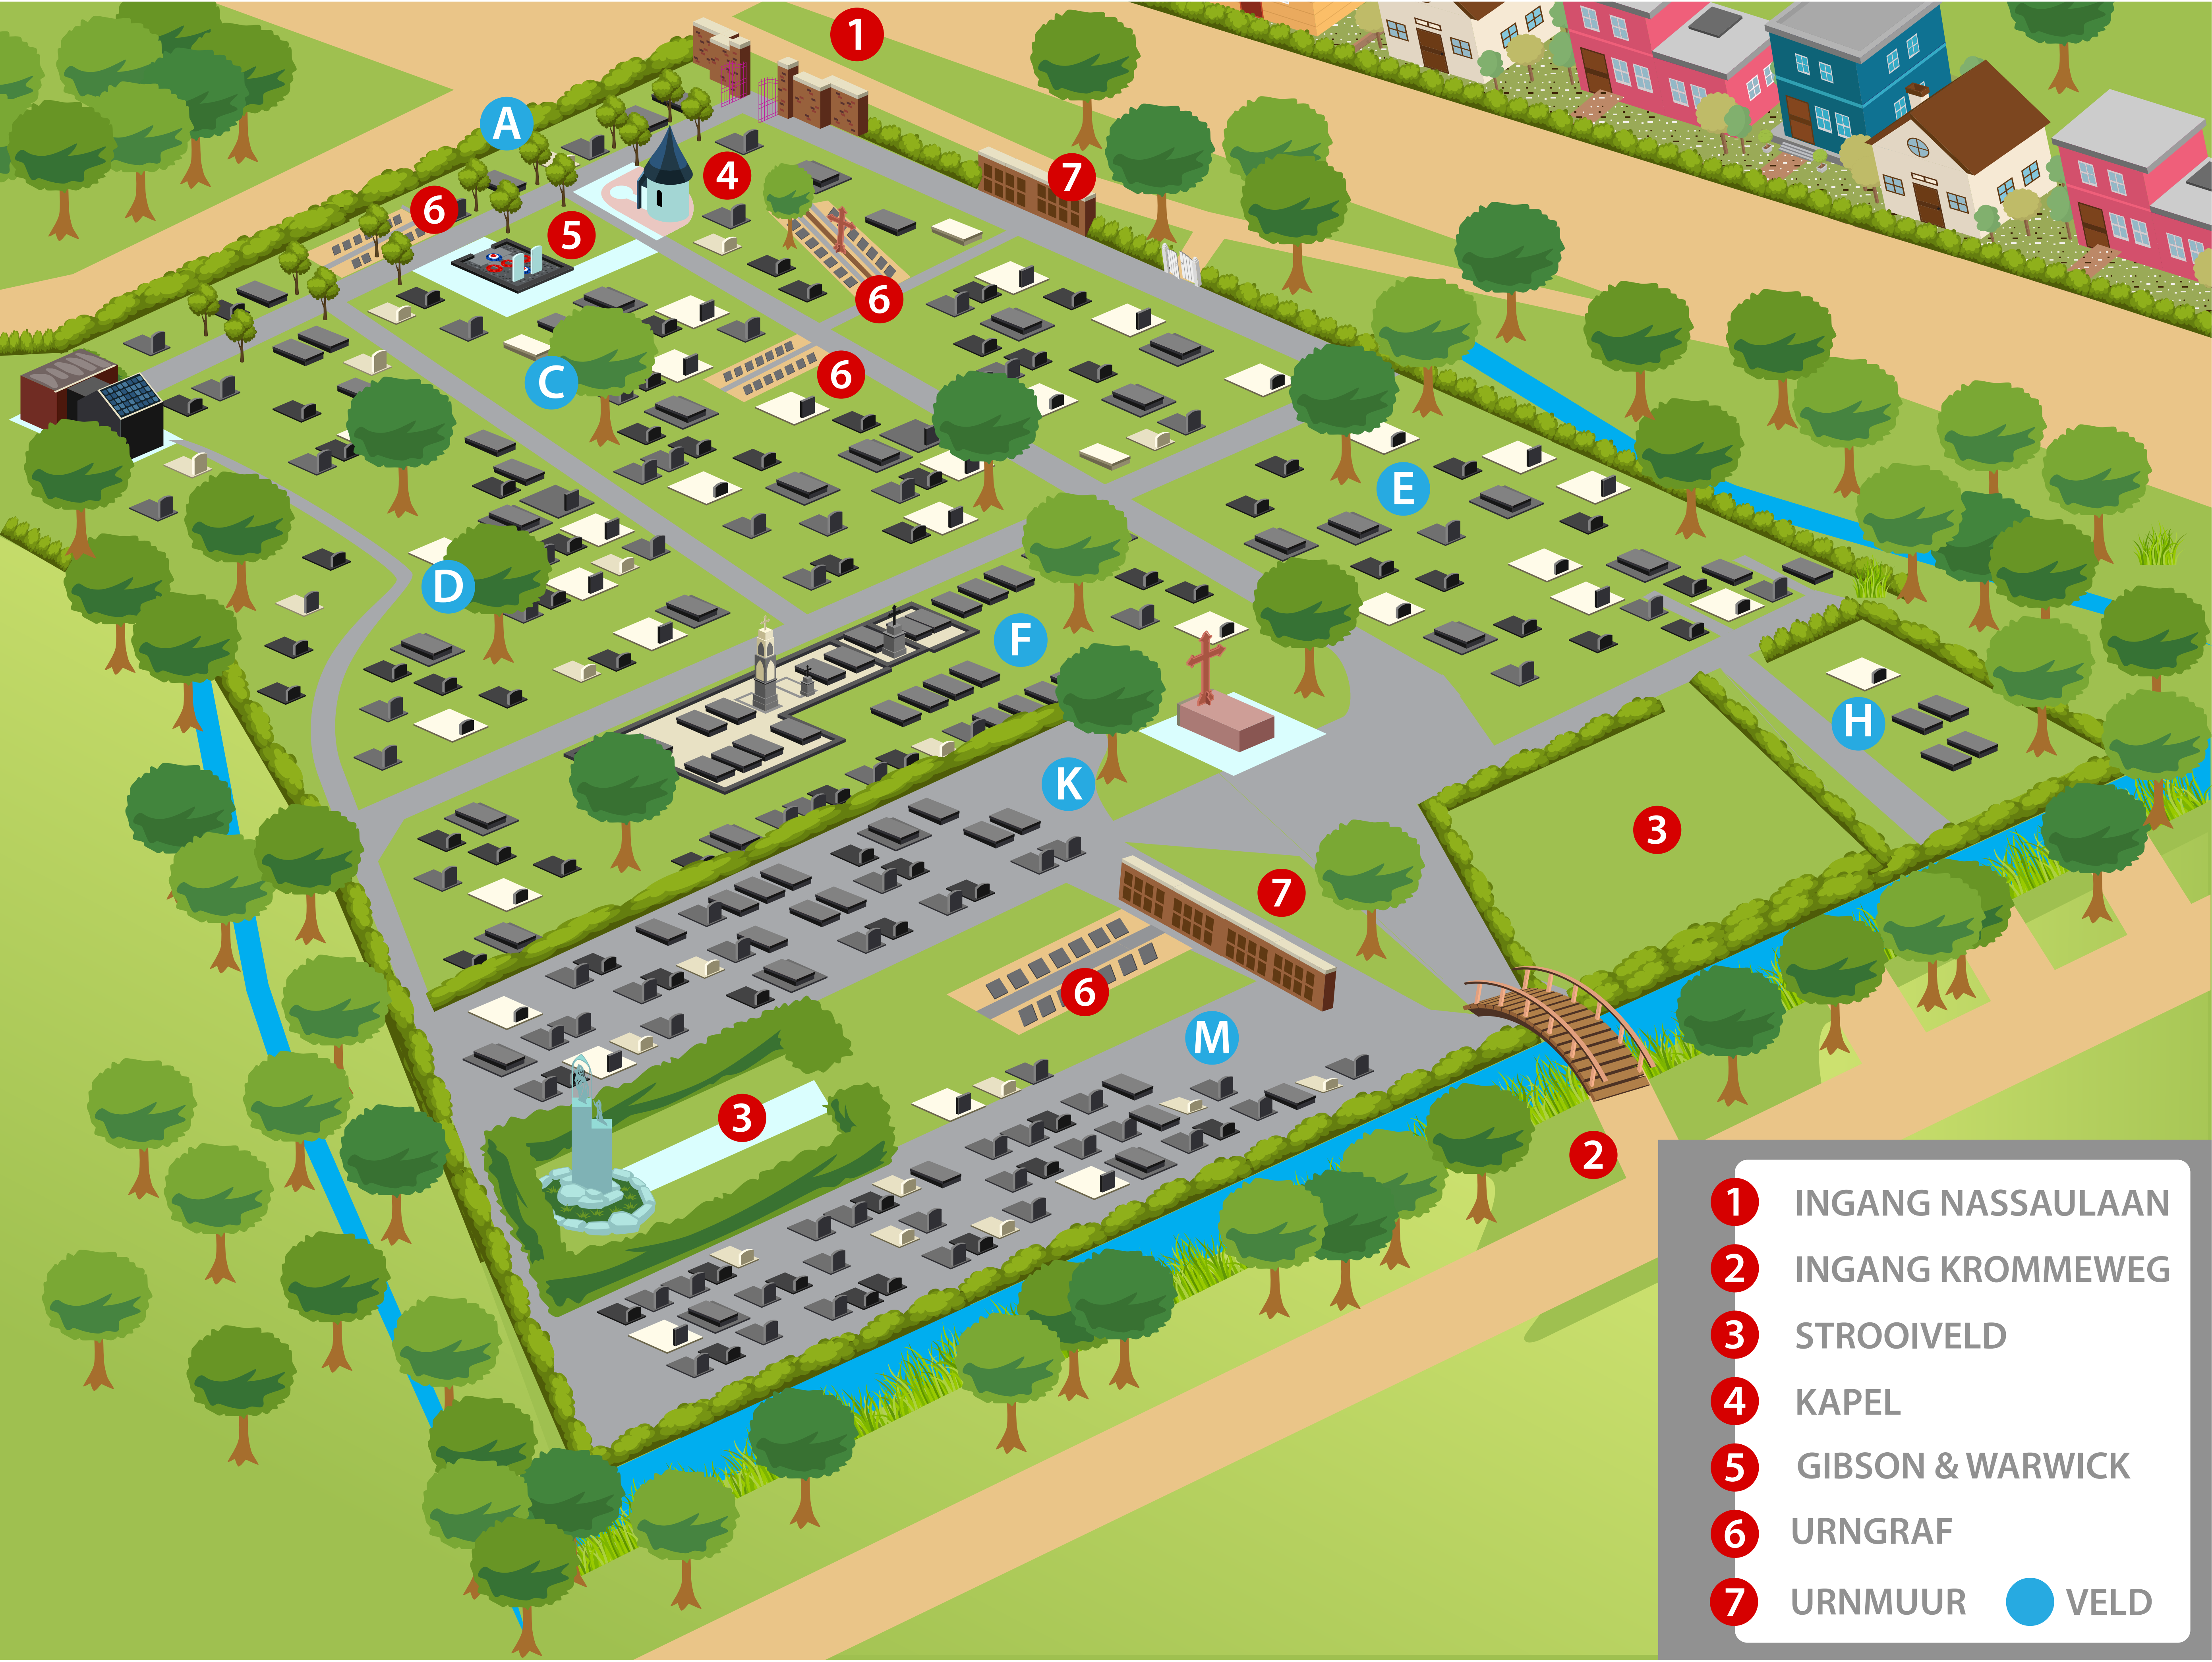 1
A
4
7
6
5
6
C
6
E
D
F
H
K
3
7
6
M
3
2
1 INGANG NASSAULAAN
2 INGANG KROMMEWEG
3 STROOIVELD
4 KAPEL
5 GIBSON & WARWICK
6 URNGRAF
7 URNMUUR VELD